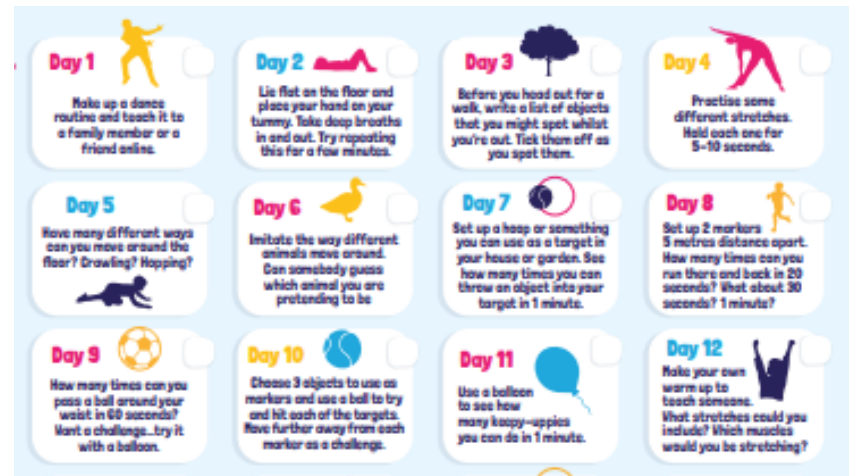 Day 1
Make up a dance
routine and teach it to
a family member or a
friend online.
Day 2
Lie flat on the floor and
place your hand on your
tummy. Take deep breaths
in and out. Try repeating
this for a few minutes.
Day 3
Before you head out for a
walk, write a list of objects
that you might spot whilst
you're out. Tick them off as
you spot them.
Day 4
Practise some
different stretches.
Hold each one for
5-10 seconds.
Day 5
How many different ways
can you move around the
floor? Crawling? Hopping?
Day 6
Imitate the way different
animals move around.
Can somebody guess
which animal you are
pretending to be
Day 7
Set up a hoop or something
you can use as a target in
your house or garden. See
how many times you can
throw an object into your
target in 1 minute.
Day 8
Set up 2 markers
5 metres distance apart.
How many times can you
run there and back in 20
seconds? What about 30
seconds? 1 minute?
Day 9
How many times can you
pass a ball around your
waist in 60 seconds?
Want a challenge...try it
with a balloon.
Day 10
Choose 3 objects to use as
markers and use a ball to try
and hit each of the targets.
Move further away from each
marker as a challenge.
Day 11
Use a balloon
to see how
many keepy-uppies
you can do in 1 minute.
Day 12
Make your own
warm up to
teach someone.
What stretches could you
include? Which muscles
would you be stretching?